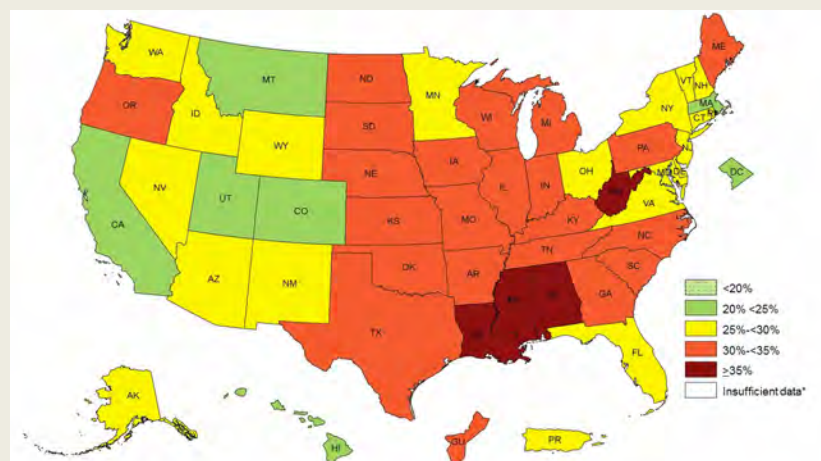 WA
MT
ND
MN
ME
VT
NH
OR
ID
SD
WI
MI
NY
MA
CT
WY
IA
PA
NJ
NE
IL
IN
OH
MD
DE
DC
NV
UT
CO
KS
MO
KY
WV
VA
CA
AZ
NM
OK
AR
TN
NC
SC
TX
GA
FL
AK
HI
GU
PR
<20%
20% <25%
25%-<30%
30%-<35%
≥35%
Insufficient data*